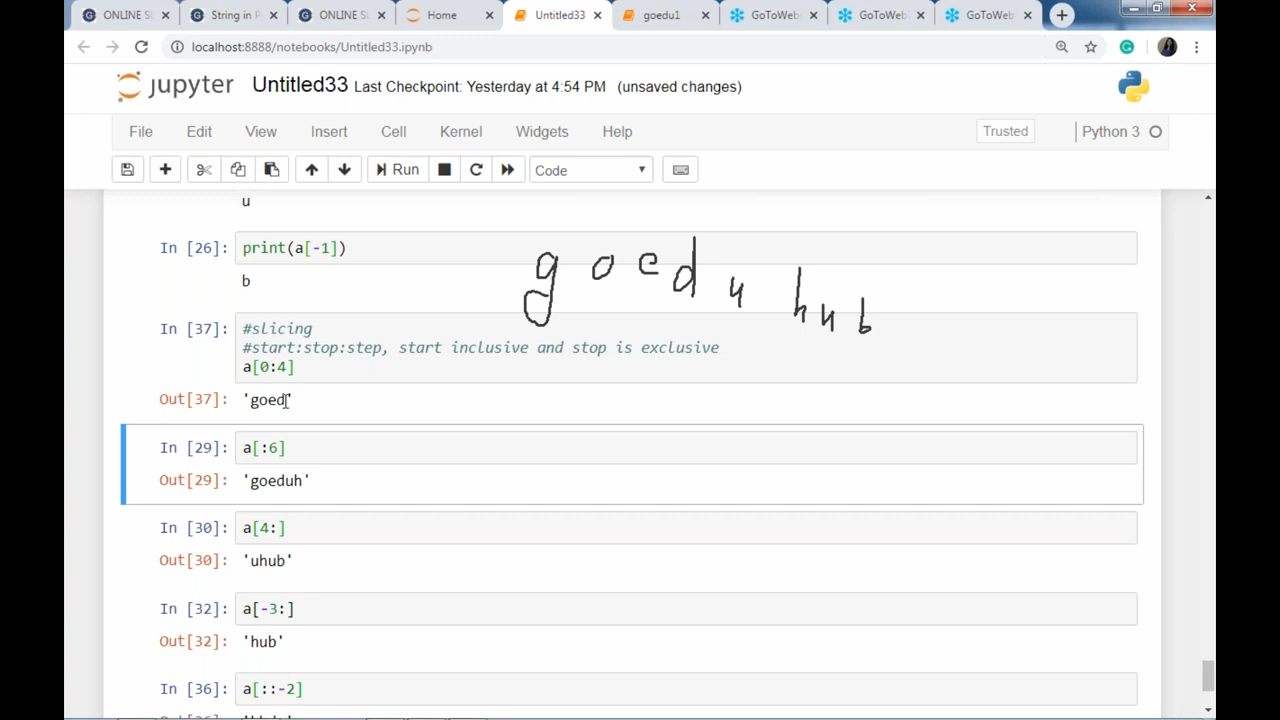 ONLINE S
String in P
ONLINE S
Home
Untitled33
goedu1
GoToWeb
GoToWeb
GoToWeb
localhost:8888/notebooks/Untitled33.ipynb
jupyter Untitled33 Last Checkpoint: Yesterday at 4:54 PM (unsaved changes)
File Edit View Insert Cell Kernel Widgets Help Trusted Python 3
Run Code
u
In [26]: print(a[-1])
b
goeduhub
In [37]: #slicing
#start:stop:step, start inclusive and stop is exclusive
a[0:4]
Out[37]: 'goed'
In [29]: a[:6]
Out[29]: 'goeduh'
In [30]: a[4:]
Out[30]: 'uhub'
In [32]: a[-3:]
Out[32]: 'hub'
In [36]: a[::-2]